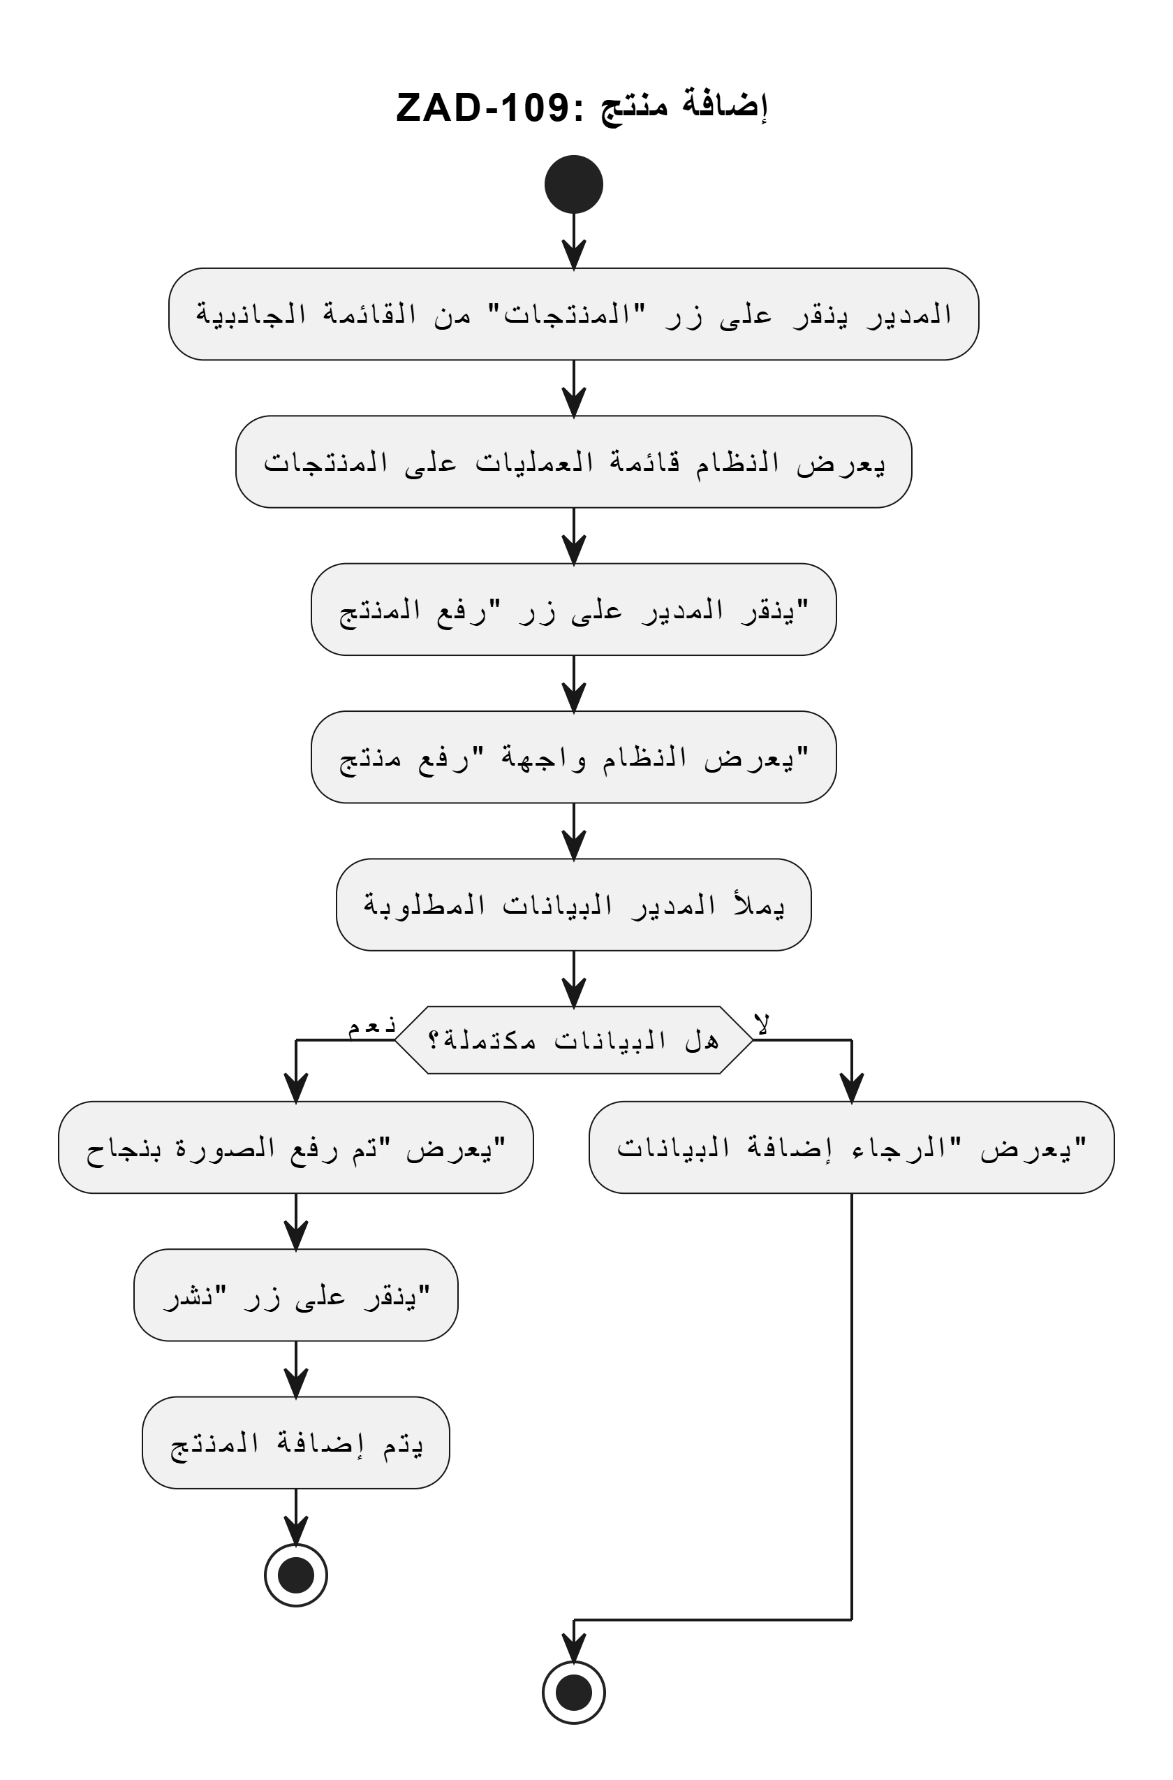 ZAD-109: إضافة منتج
المدير ينقر على زر "المنتجات" من القائمة الجانبية
يعرض النظام قائمة العمليات على المنتجات
ينقر المدير على زر "رفع المنتج"
يعرض النظام واجهة "رفع منتج"
يملأ المدير البيانات المطلوبة
هل البيانات مكتملة؟
نعم
لا
يعرض "تم رفع الصورة بنجاح"
يعرض "الرجاء إضافة البيانات"
ينقر على زر "نشر"
يتم إضافة المنتج